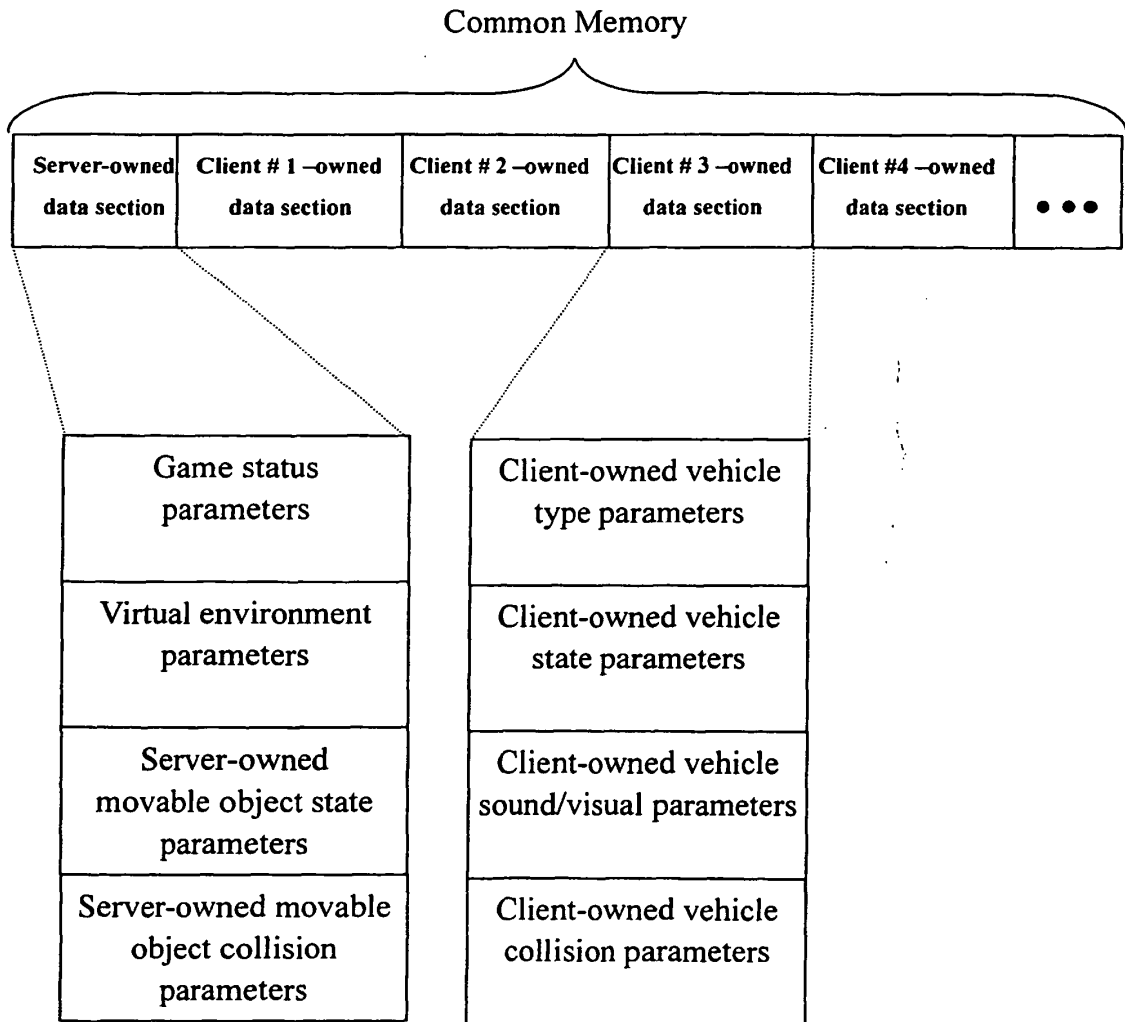 Common Memory
Server-owned
data section
Client # 1 –owned
data section
Client # 2 –owned
data section
Client # 3 –owned
data section
Client #4 –owned
data section
•••
Game status
parameters
Virtual environment
parameters
Server-owned
movable object state
parameters
Server-owned movable
object collision
parameters
Client-owned vehicle
type parameters
Client-owned vehicle
state parameters
Client-owned vehicle
sound/visual parameters
Client-owned vehicle
collision parameters